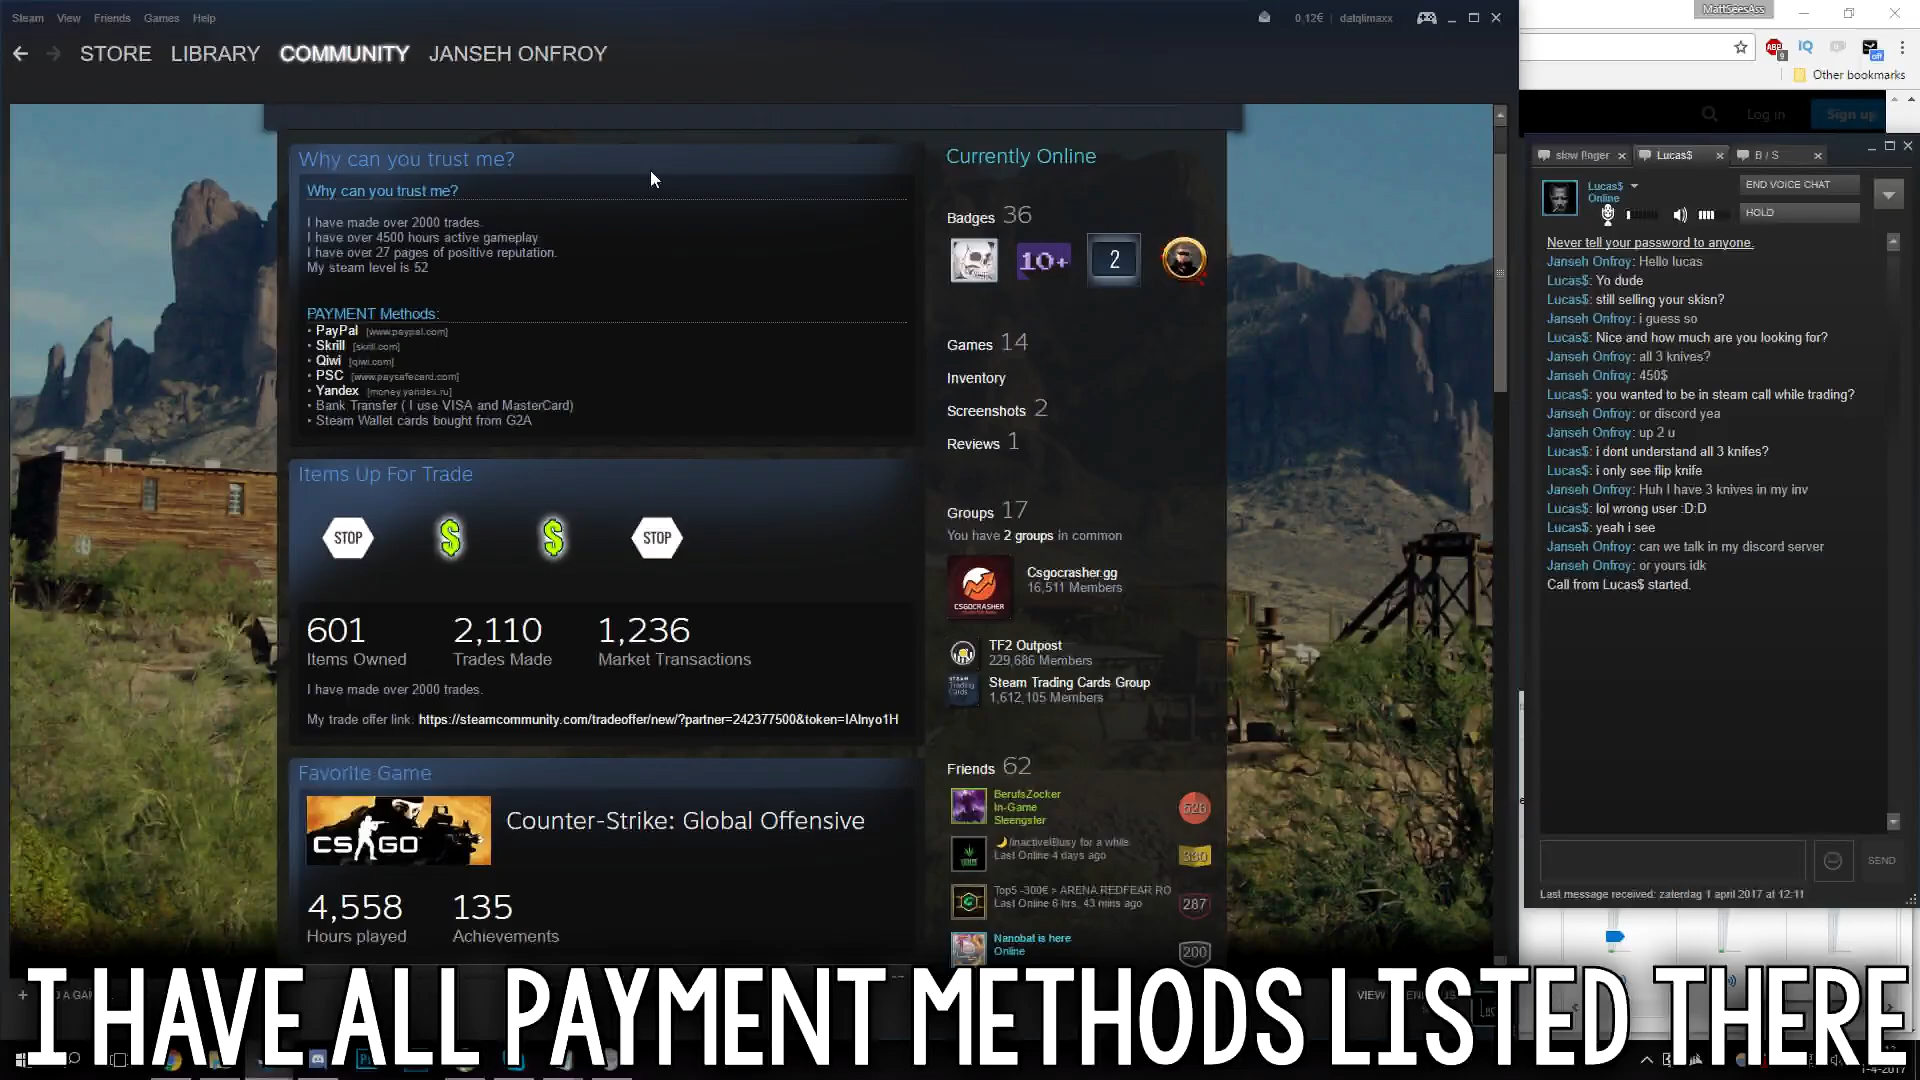 Steam View Friends Games Help
0,12€ dalqlimaxx
MattSeesAss
STORE LIBRARY COMMUNITY JANSEH ONFROY
Other bookmarks
Log in Sign up
Why can you trust me?
Why can you trust me?
I have made over 2000 trades.
I have over 4500 hours active gameplay
I have over 27 pages of positive reputation.
My steam level is 52
PAYMENT Methods:
• PayPal [www.paypal.com]
• Skrill [skrill.com]
• Qiwi [qiwi.com]
• PSC [www.paysafecard.com]
• Yandex [money.yandex.ru]
• Bank Transfer ( I use VISA and MasterCard)
• Steam Wallet cards bought from G2A
Items Up For Trade
STOP $ $ STOP
601 2,110 1,236
Items Owned Trades Made Market Transactions
I have made over 2000 trades.
My trade offer link: https://steamcommunity.com/tradeoffer/new/?partner=242377500&token=IAInyo1H
Favorite Game
CS GO
Counter-Strike: Global Offensive
4,558 135
Hours played Achievements
Currently Online
Badges 36
10+ 2
Games 14
Inventory
Screenshots 2
Reviews 1
Groups 17
You have 2 groups in common
CSGOCRASHER
Csgocrasher.gg
16,511 Members
TF2 Outpost
229,686 Members
Steam Trading Cards Group
1,612,105 Members
Friends 62
BerufsZocker
In-Game
Sleengster
526
/inactive/Busy for a while
Last Online 4 days ago
330
Top5 -300€ > ARENA.REDFEAR RO
Last Online 6 hrs, 43 mins ago
287
Nanobat is here
Online
200
slow finger Lucas$ B / S
Lucas$
Online
END VOICE CHAT
HOLD
Never tell your password to anyone.
Janseh Onfroy: Hello lucas
Lucas$: Yo dude
Lucas$: still selling your skisn?
Janseh Onfroy: i guess so
Lucas$: Nice and how much are you looking for?
Janseh Onfroy: all 3 knives?
Janseh Onfroy: 450$
Lucas$: you wanted to be in steam call while trading?
Janseh Onfroy: or discord yea
Janseh Onfroy: up 2 u
Lucas$: i dont understand all 3 knifes?
Lucas$: i only see flip knife
Janseh Onfroy: Huh I have 3 knives in my inv
Lucas$: lol wrong user :D:D
Lucas$: yeah i see
Janseh Onfroy: can we talk in my discord server
Janseh Onfroy: or yours idk
Call from Lucas$ started.
SEND
Last message received: zaterdag 1 april 2017 at 12:11
VIEW
I HAVE ALL PAYMENT METHODS LISTED THERE
1-4-2017